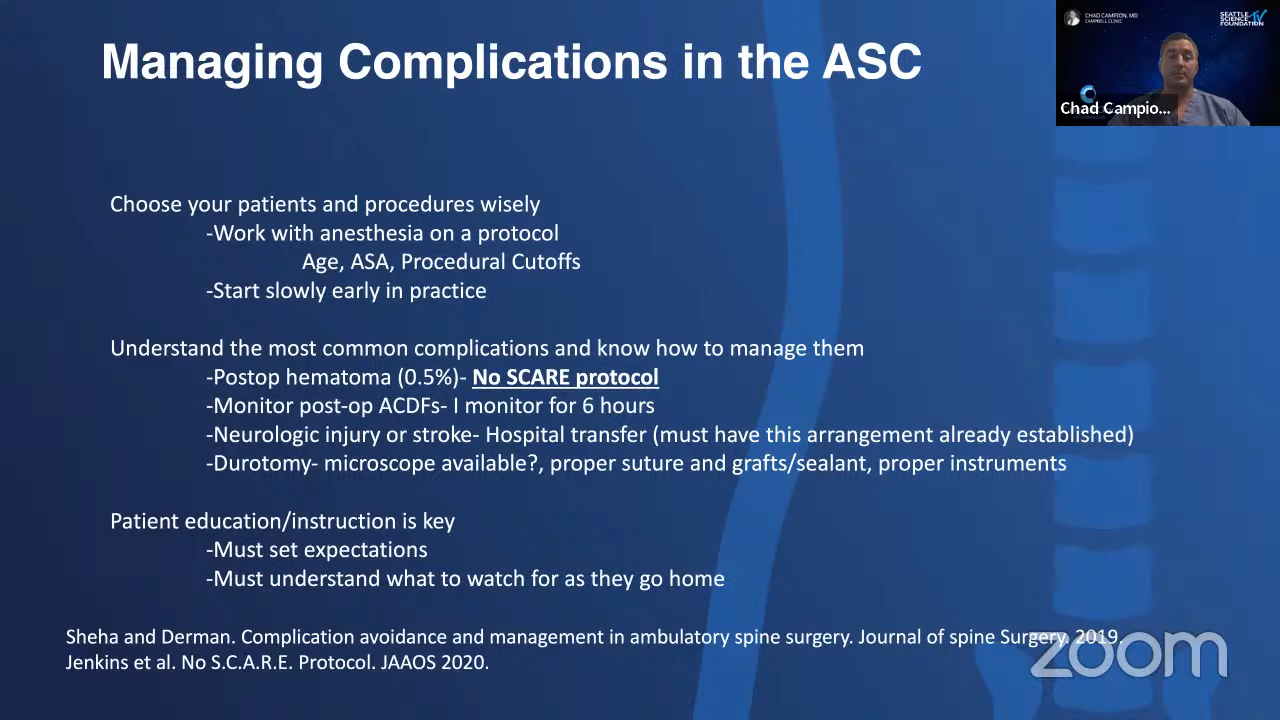 Managing Complications in the ASC
CHAD CAMPION, MD
CAMPBELL CLINIC
SEATTLE
SCIENCE
FOUNDATION
TV
Chad Campio...
Choose your patients and procedures wisely
-Work with anesthesia on a protocol
Age, ASA, Procedural Cutoffs
-Start slowly early in practice
Understand the most common complications and know how to manage them
-Postop hematoma (0.5%)- No SCARE protocol
-Monitor post-op ACDFs- I monitor for 6 hours
-Neurologic injury or stroke- Hospital transfer (must have this arrangement already established)
-Durotomy- microscope available?, proper suture and grafts/sealant, proper instruments
Patient education/instruction is key
-Must set expectations
-Must understand what to watch for as they go home
Sheha and Derman. Complication avoidance and management in ambulatory spine surgery. Journal of spine Surgery. 2019.
Jenkins et al. No S.C.A.R.E. Protocol. JAAOS 2020.
zoom